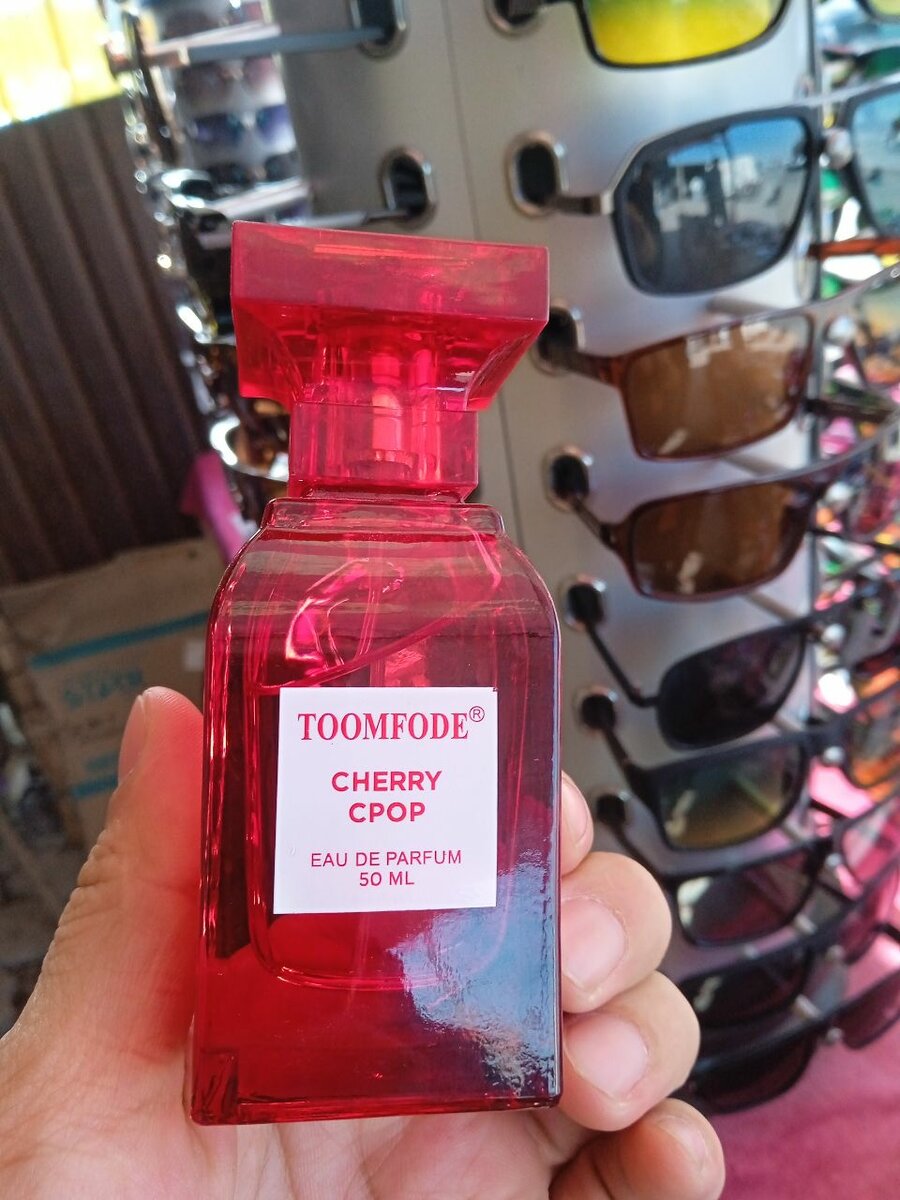 TOOMFODE®
CHERRY
CPOP
EAU DE PARFUM
50 ML